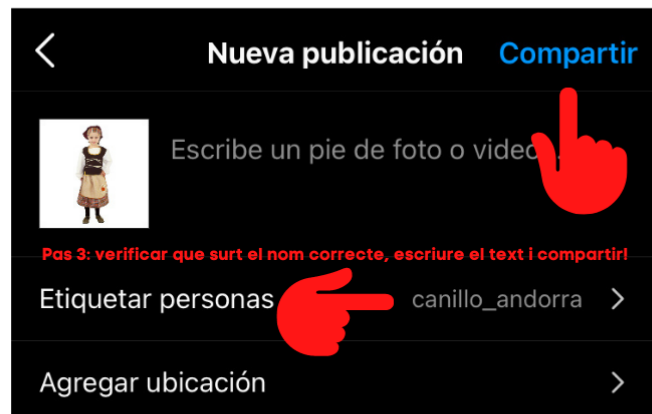 Nueva publicación Compartir
Escribe un pie de foto o video
Pas 3: verificar que surt el nom correcte, escriure el text i compartir!
Etiquetar personas canillo_andorra
Agregar ubicación